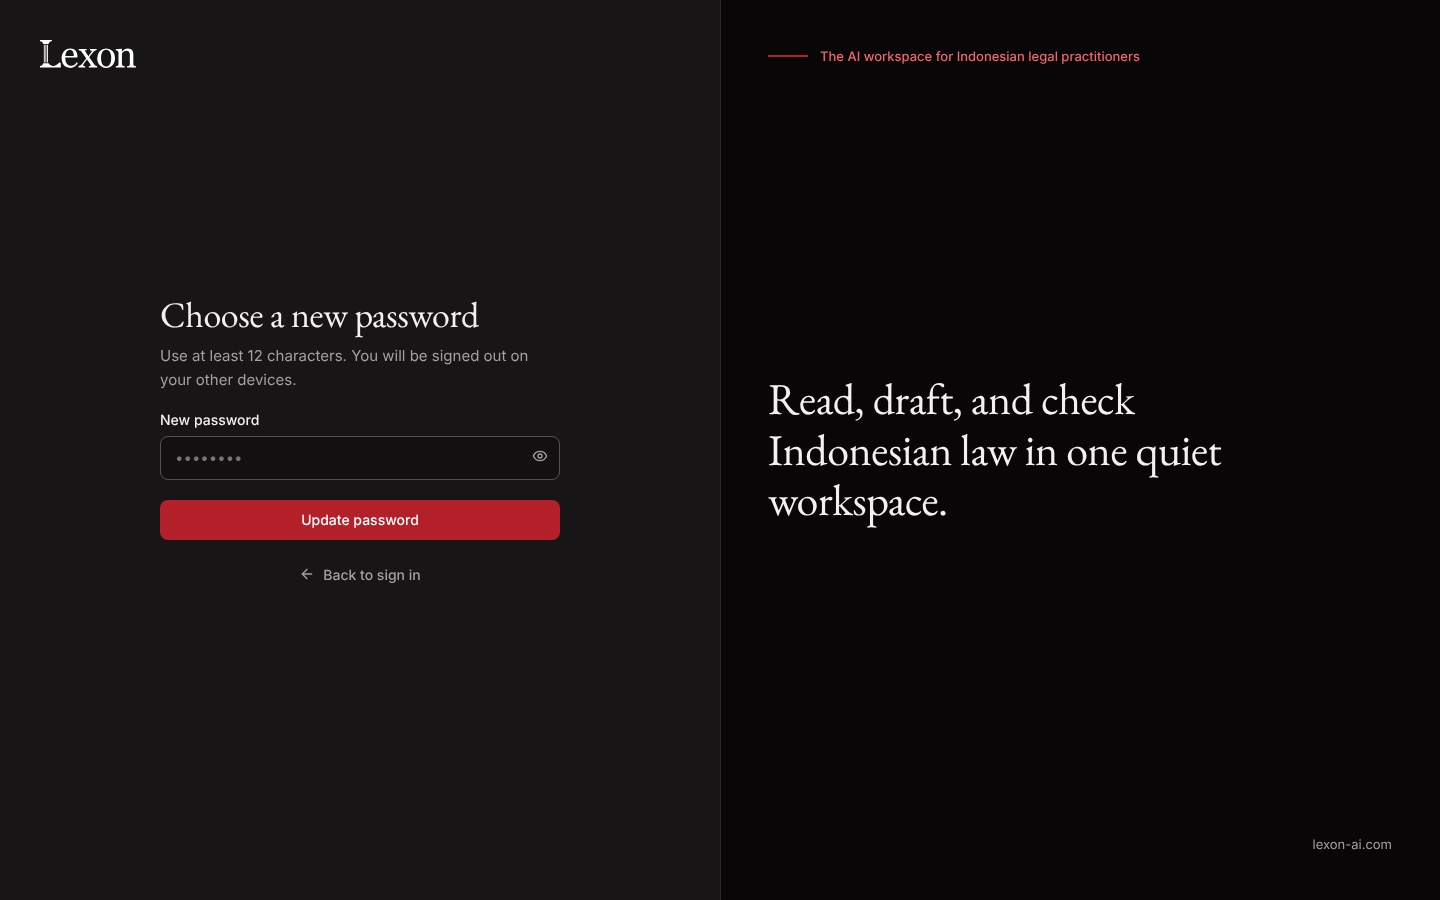 Lexon
Choose a new password
Use at least 12 characters. You will be signed out on
your other devices.
New password
••••••••
Update password
← Back to sign in
The AI workspace for Indonesian legal practitioners
Read, draft, and check
Indonesian law in one quiet
workspace.
lexon-ai.com